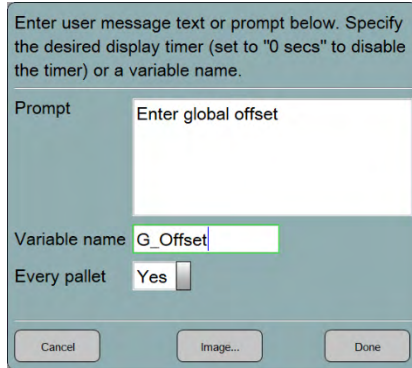 Enter user message text or prompt below. Specify
the desired display timer (set to "0 secs" to disable
the timer) or a variable name.
Prompt
Enter global offset
Variable name G_Offset
Every pallet Yes
Cancel Image... Done